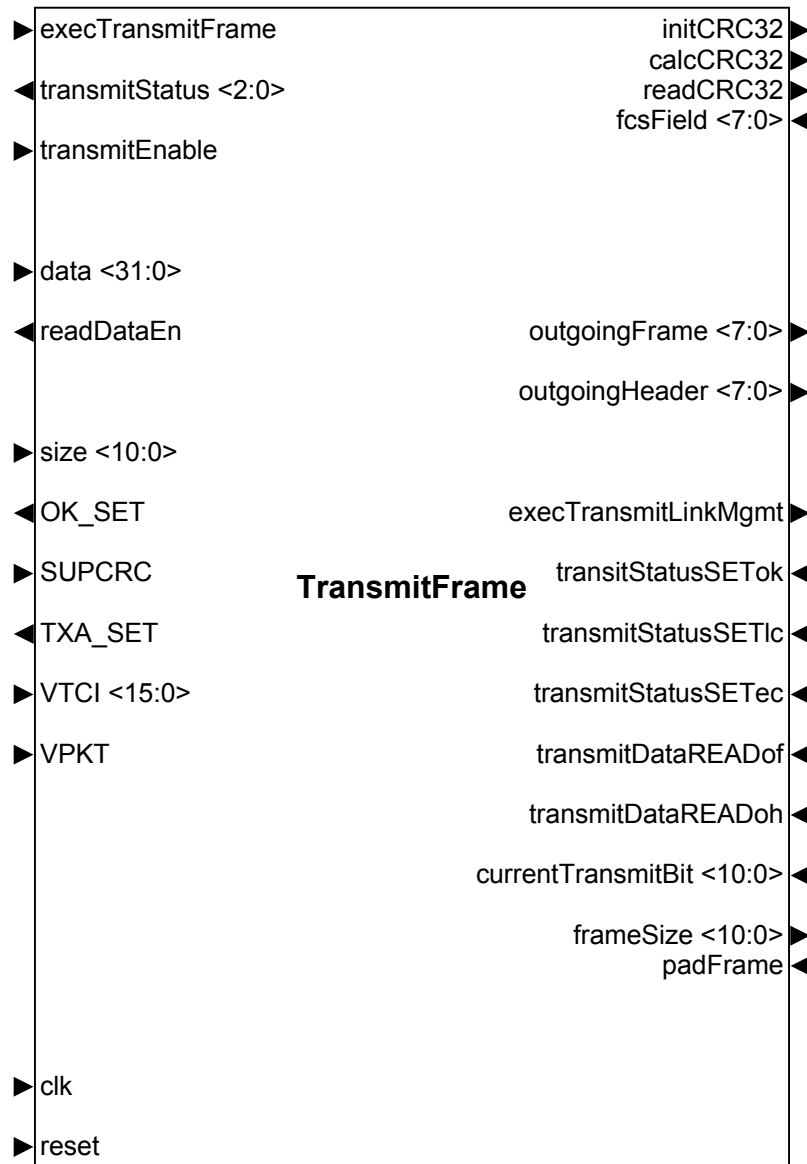 execTransmitFrame
transmitStatus <2:0>
transmitEnable
data <31:0>
readDataEn
size <10:0>
OK_SET
SUPCRC
TXA_SET
VTCI <15:0>
VPKT
clk
reset
TransmitFrame
initCRC32
calcCRC32
readCRC32
fcsField <7:0>
outgoingFrame <7:0>
outgoingHeader <7:0>
execTransmitLinkMgmt
transitStatusSETok
transmitStatusSETlc
transmitStatusSETec
transmitDataREADof
transmitDataREADoh
currentTransmitBit <10:0>
frameSize <10:0>
padFrame